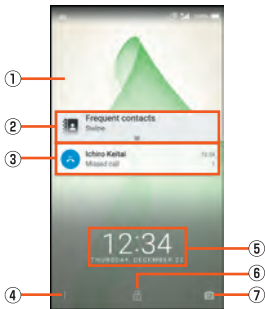 ①
② Frequent contacts
Swipe
③ Ichiro Keitai 12:34
Missed call 1
12:34 ⑤
THURSDAY, DECEMBER 22
⑥
④ ⑦